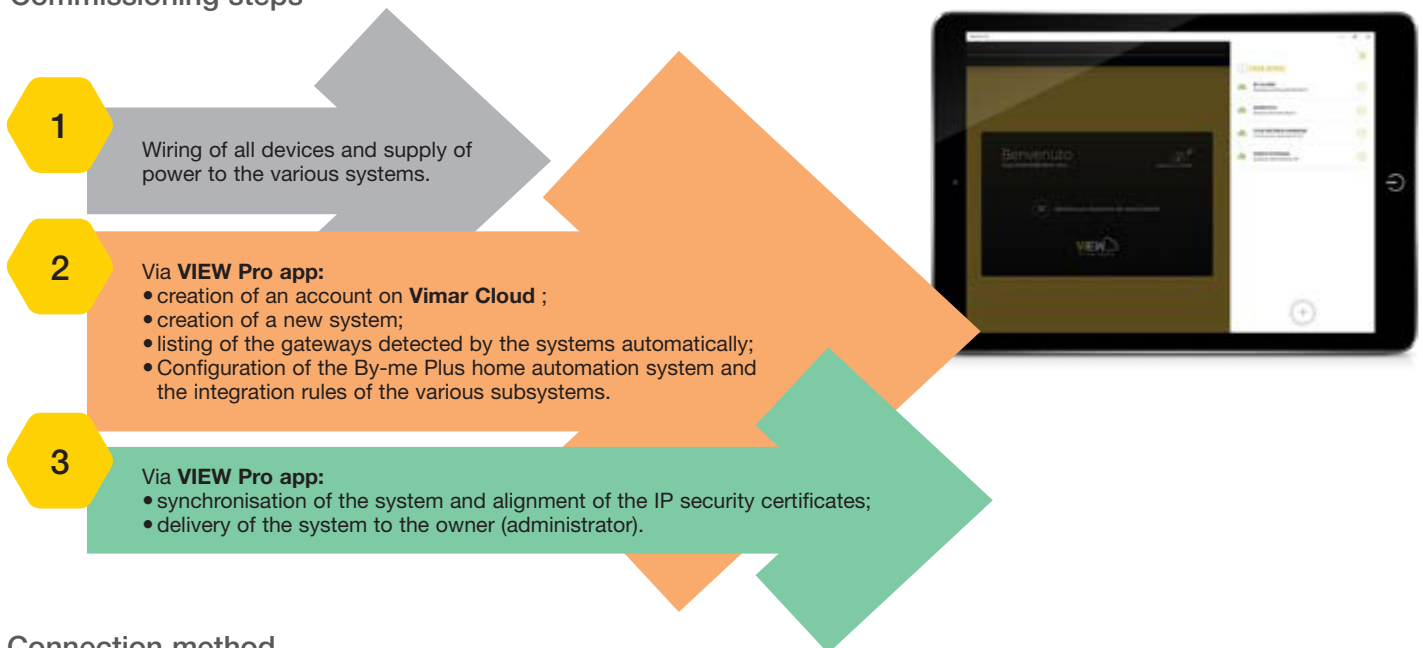 Commissioning steps
1
Wiring of all devices and supply of
power to the various systems.
2
Via VIEW Pro app:
• creation of an account on Vimar Cloud ;
• creation of a new system;
• listing of the gateways detected by the systems automatically;
• Configuration of the By-me Plus home automation system and
the integration rules of the various subsystems.
3
Via VIEW Pro app:
• synchronisation of the system and alignment of the IP security certificates;
• delivery of the system to the owner (administrator).
Benvenuto
VIEW
Connection method